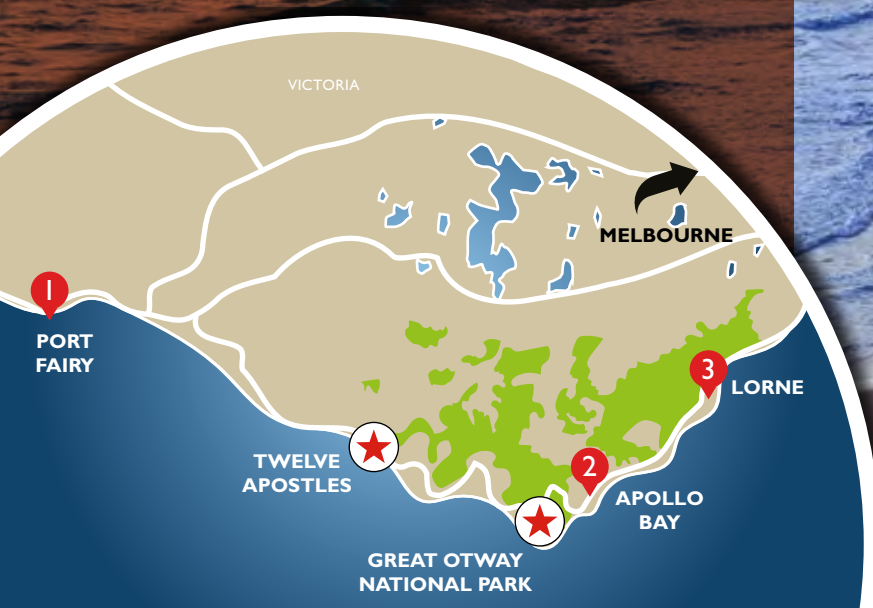 VICTORIA
MELBOURNE
1
PORT
FAIRY
3
LORNE
TWELVE
APOSTLES
2
APOLLO
BAY
GREAT OTWAY
NATIONAL PARK